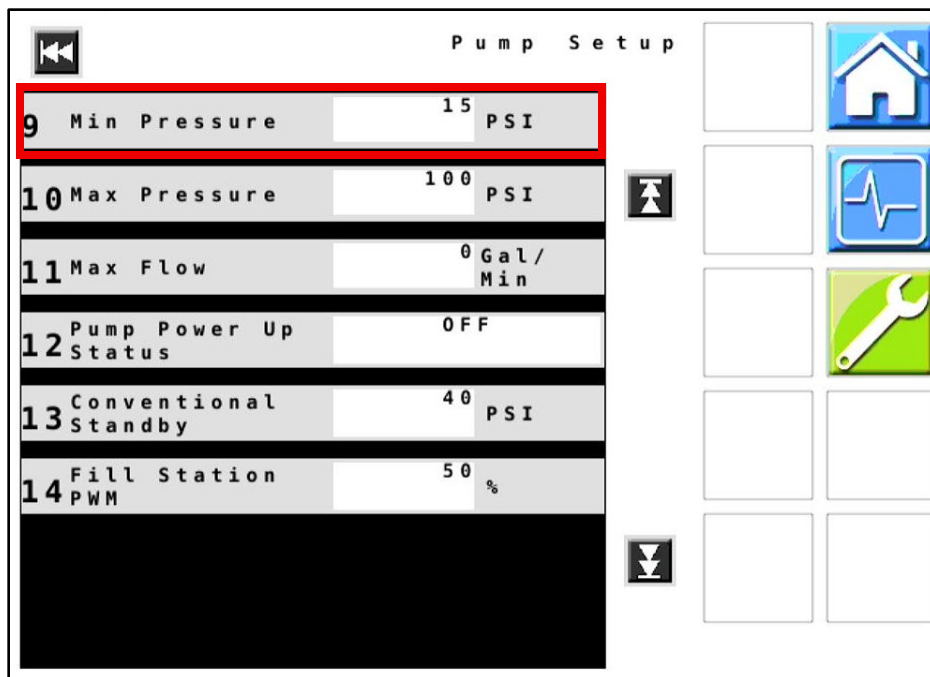 Pump Setup
9 Min Pressure 15 PSI
10 Max Pressure 100 PSI
11 Max Flow 0 Gal/
Min
12 Pump Power Up
Status OFF
13 Conventional
Standby 40 PSI
14 Fill Station
PWM 50 %